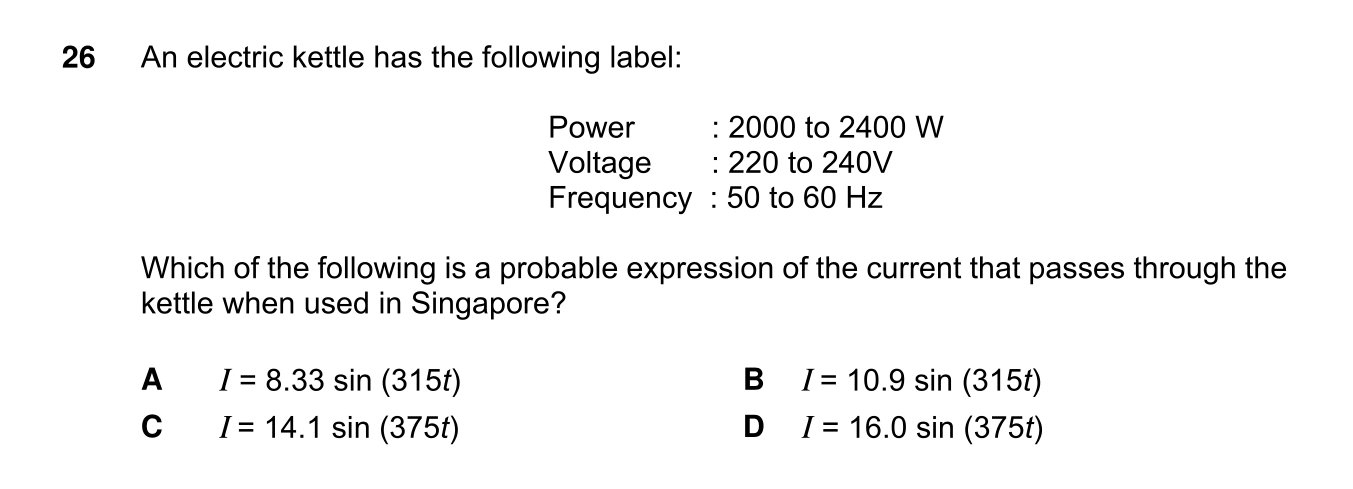 26 An electric kettle has the following label:
Power : 2000 to 2400 W
Voltage : 220 to 240V
Frequency : 50 to 60 Hz
Which of the following is a probable expression of the current that passes through the
kettle when used in Singapore?
A I = 8.33 sin (315t) B I = 10.9 sin (315t)
C I = 14.1 sin (375t) D I = 16.0 sin (375t)